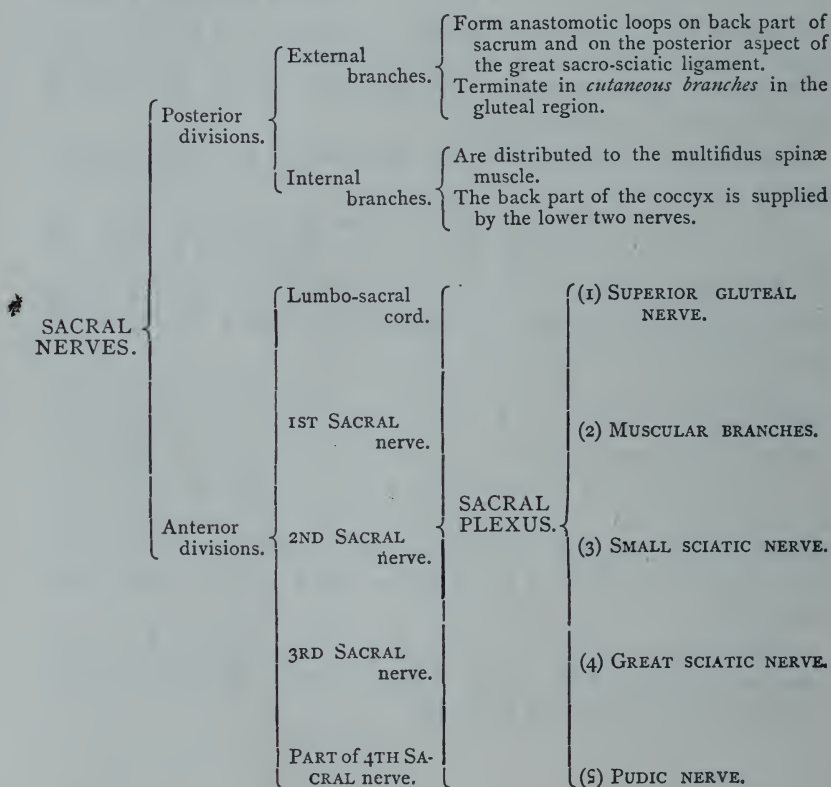 Form anastomotic loops on back part of
sacrum and on the posterior aspect of
the great sacro-sciatic ligament.
Terminate in cutaneous branches in the
gluteal region.
External
branches.
Posterior
divisions.
Internal
branches.
Are distributed to the multifidus spinæ
muscle.
The back part of the coccyx is supplied
by the lower two nerves.
SACRAL
NERVES.
Anterior
divisions.
Lumbo-sacral
cord.
1ST SACRAL
nerve.
2ND SACRAL
nerve.
3RD SACRAL
nerve.
PART of 4TH SA-
CRAL nerve.
SACRAL
PLEXUS.
(1) SUPERIOR GLUTEAL
NERVE.
(2) MUSCULAR BRANCHES.
(3) SMALL SCIATIC NERVE.
(4) GREAT SCIATIC NERVE.
(5) PUDIC NERVE.